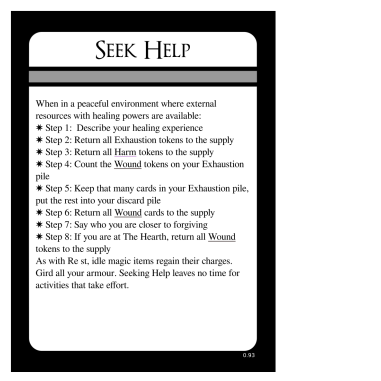 SEEK HELP
When in a peaceful environment where external
resources with healing powers are available:
✷ Step 1:  Describe your healing experience
✷ Step 2: Return all Exhaustion tokens to the supply
✷ Step 3: Return all Harm tokens to the supply
✷ Step 4: Count the Wound tokens on your Exhaustion
pile
✷ Step 5: Keep that many cards in your Exhaustion pile,
put the rest into your discard pile
✷ Step 6: Return all Wound cards to the supply
✷ Step 7: Say who you are closer to forgiving
✷ Step 8: If you are at The Hearth, return all Wound
tokens to the supply
As with Re st, idle magic items regain their charges.
Gird all your armour. Seeking Help leaves no time for
activities that take effort.
0.93